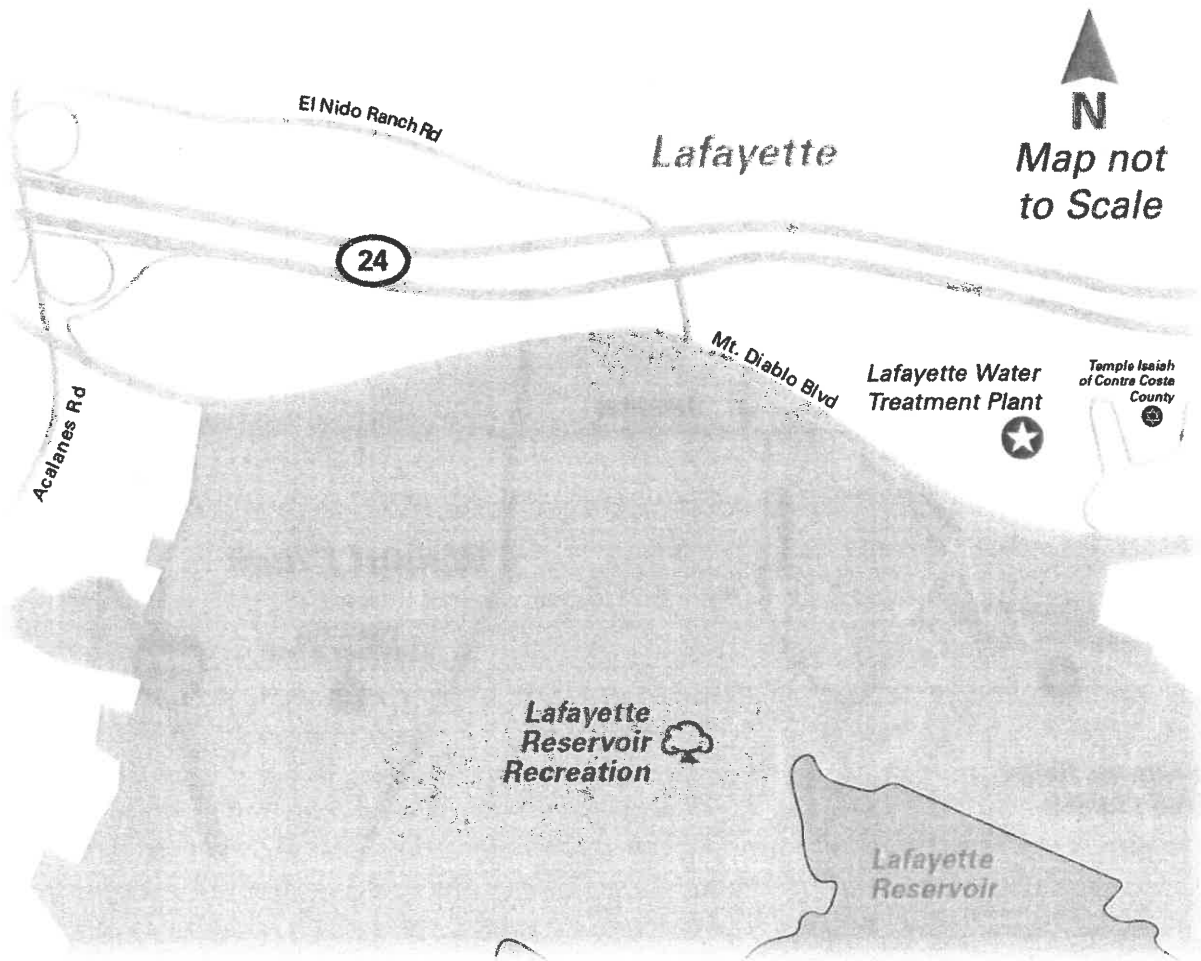 El Nido Ranch Rd
Lafayette
N
Map not
to Scale
24
Mt. Diablo Blvd
Lafayette Water
Treatment Plant
Temple Isaiah
of Contra Costa
County
Acalanes Rd
Lafayette
Reservoir
Recreation
Lafayette
Reservoir